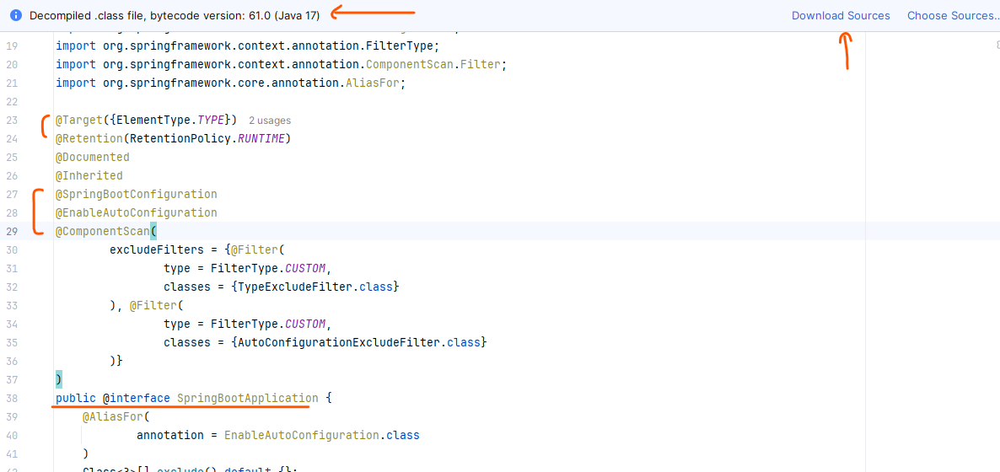 Decompiled .class file, bytecode version: 61.0 (Java 17) Download Sources Choose Sources..
19 import org.springframework.context.annotation.FilterType;
20 import org.springframework.context.annotation.ComponentScan.Filter;
21 import org.springframework.core.annotation.AliasFor;
22
23 @Target({ElementType.TYPE}) 2 usages
24 @Retention(RetentionPolicy.RUNTIME)
25 @Documented
26 @Inherited
27 @SpringBootConfiguration
28 @EnableAutoConfiguration
29 @ComponentScan(
30 excludeFilters = {@Filter(
31 type = FilterType.CUSTOM,
32 classes = {TypeExcludeFilter.class}
33 ), @Filter(
34 type = FilterType.CUSTOM,
35 classes = {AutoConfigurationExcludeFilter.class}
36 )}
37 )
38 public @interface SpringBootApplication {
39 @AliasFor(
40 annotation = EnableAutoConfiguration.class
41 )
42 Class<?>[] exclude() default {};